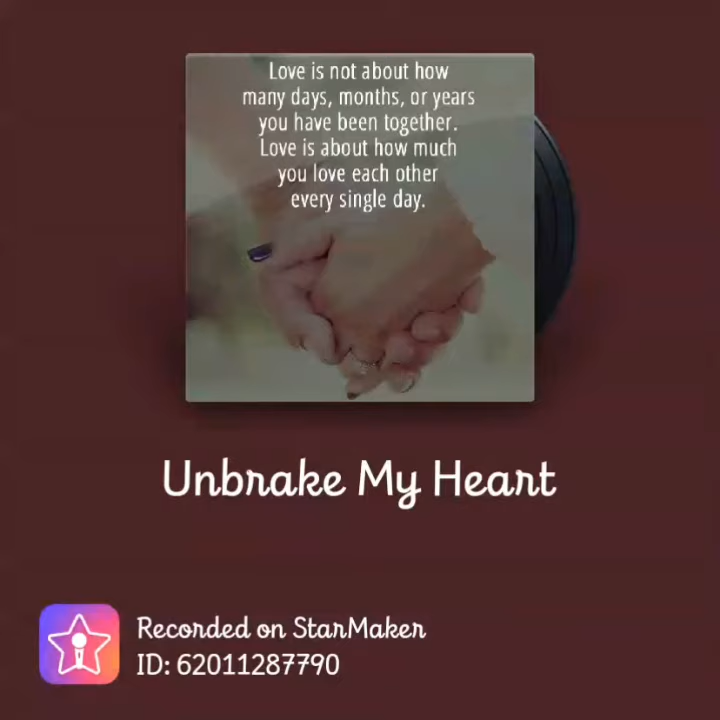 Love is not about how
many days, months, or years
you have been together.
Love is about how much
you love each other
every single day.
Unbrake My Heart
Recorded on StarMaker
ID: 62011287790